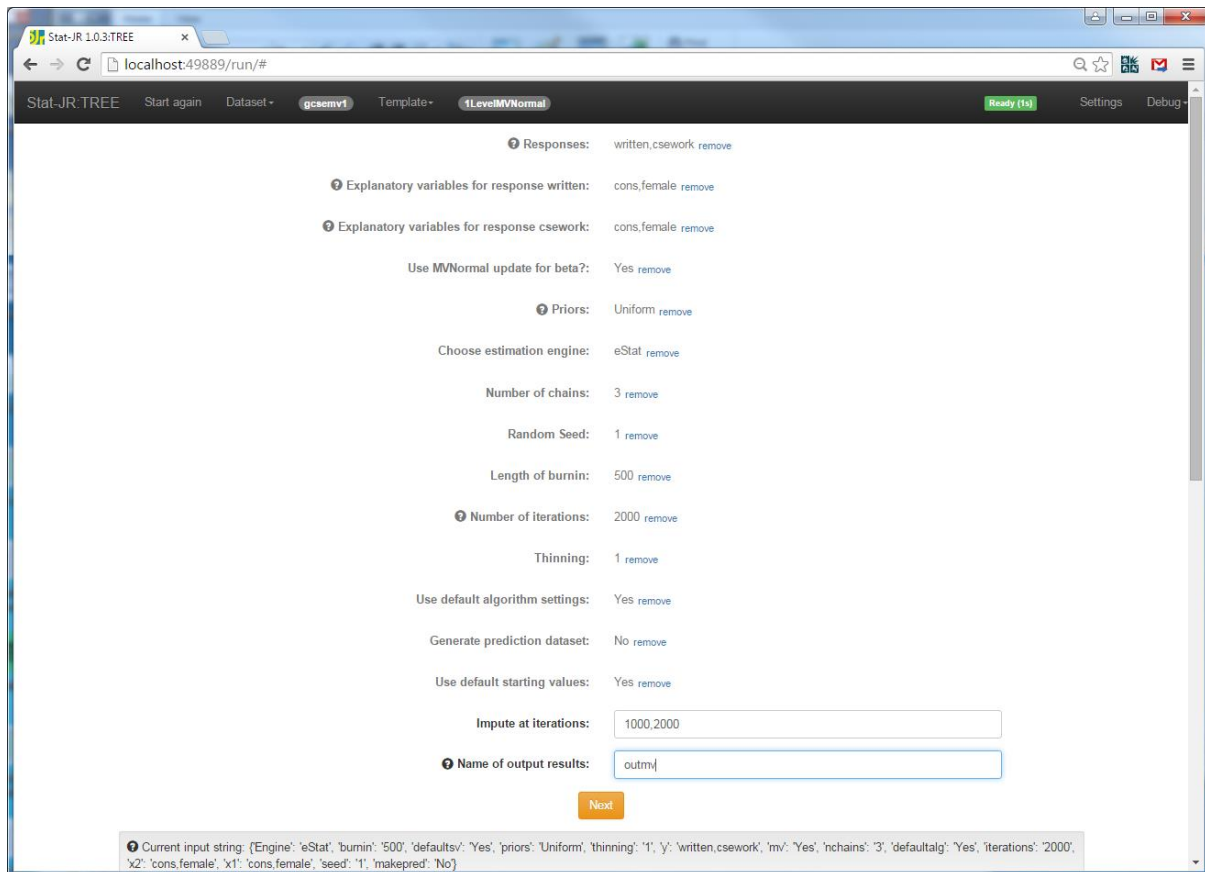 Stat-JR 1.0.3:TREE
localhost:49889/run/#
Stat-JR:TREE Start again Dataset gcsemv1 Template 1LevelMVNormal Ready (1s) Settings Debug
Responses: written,csework remove
Explanatory variables for response written: cons,female remove
Explanatory variables for response csework: cons,female remove
Use MVNormal update for beta?: Yes remove
Priors: Uniform remove
Choose estimation engine: eStat remove
Number of chains: 3 remove
Random Seed: 1 remove
Length of burnin: 500 remove
Number of iterations: 2000 remove
Thinning: 1 remove
Use default algorithm settings: Yes remove
Generate prediction dataset: No remove
Use default starting values: Yes remove
Impute at iterations: 1000,2000
Name of output results: outmv
Next
Current input string: {'Engine': 'eStat', 'burnin': '500', 'defaultsv': 'Yes', 'priors': 'Uniform', 'thinning': '1', 'y': 'written,csework', 'mv': 'Yes', 'nchains': '3', 'defaultalg': 'Yes', 'iterations': '2000',
'x2': 'cons,female', 'x1': 'cons,female', 'seed': '1', 'makepred': 'No'}